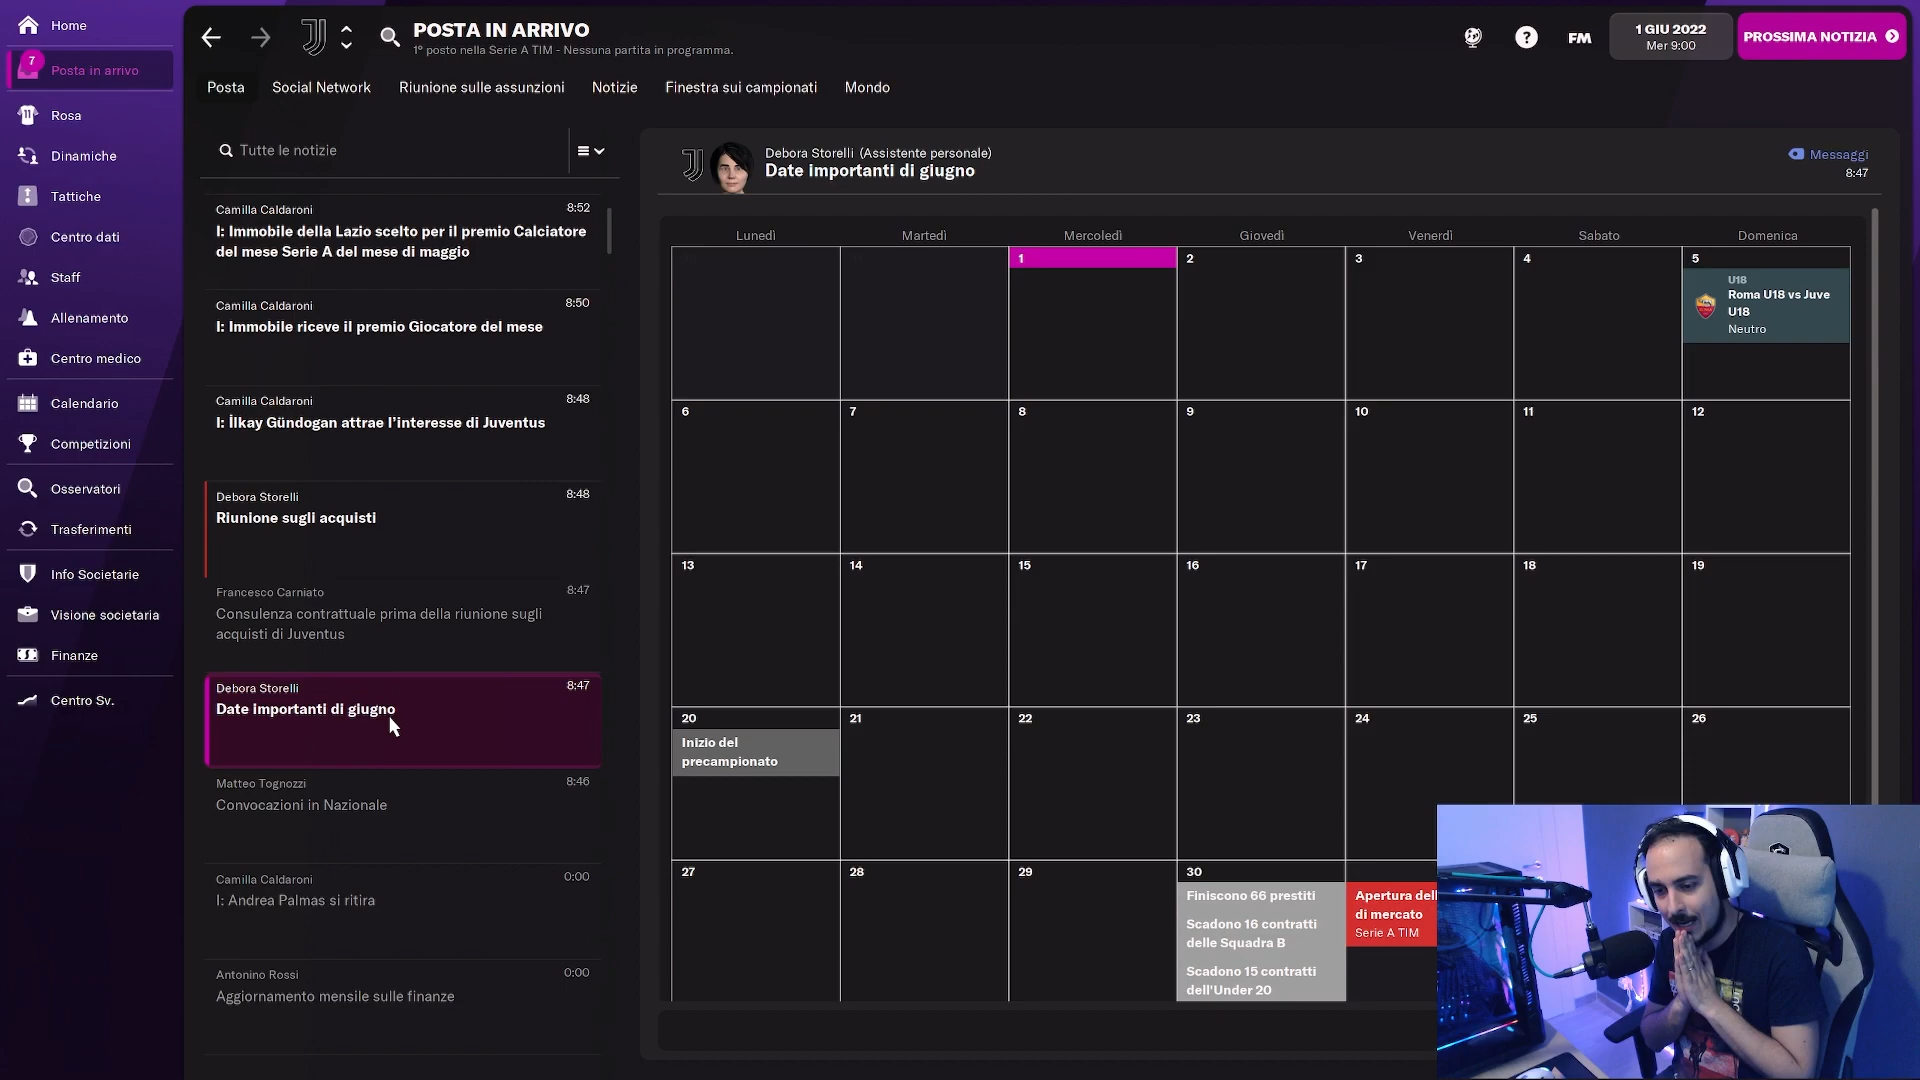 Home
7
Posta in arrivo
Rosa
Dinamiche
Tattiche
Centro dati
Staff
Allenamento
Centro medico
Calendario
Competizioni
Osservatori
Trasferimenti
Info Societarie
Visione societaria
Finanze
Centro Sv.
POSTA IN ARRIVO
1° posto nella Serie A TIM - Nessuna partita in programma.
?
FM
1 GIU 2022
Mer 9:00
PROSSIMA NOTIZIA
Posta
Social Network
Riunione sulle assunzioni
Notizie
Finestra sui campionati
Mondo
Tutte le notizie
Camilla Caldaroni
8:52
I: Immobile della Lazio scelto per il premio Calciatore
del mese Serie A del mese di maggio
Camilla Caldaroni
8:50
I: Immobile riceve il premio Giocatore del mese
Camilla Caldaroni
8:48
I: İlkay Gündogan attrae l'interesse di Juventus
Debora Storelli
8:48
Riunione sugli acquisti
Francesco Carniato
8:47
Consulenza contrattuale prima della riunione sugli
acquisti di Juventus
Debora Storelli
8:47
Date importanti di giugno
Matteo Tognozzi
8:46
Convocazioni in Nazionale
Camilla Caldaroni
0:00
I: Andrea Palmas si ritira
Antonino Rossi
0:00
Aggiornamento mensile sulle finanze
Debora Storelli (Assistente personale)
Date importanti di giugno
Messaggi
8:47
Lunedì
Martedì
Mercoledì
Giovedì
Venerdì
Sabato
Domenica
1
2
3
4
5
U18
Roma U18 vs Juve
U18
Neutro
6
7
8
9
10
11
12
13
14
15
16
17
18
19
20
Inizio del
precampionato
21
22
23
24
25
26
27
28
29
30
Finiscono 66 prestiti
Scadono 16 contratti
delle Squadra B
Scadono 15 contratti
dell'Under 20
Apertura dell
di mercato
Serie A TIM